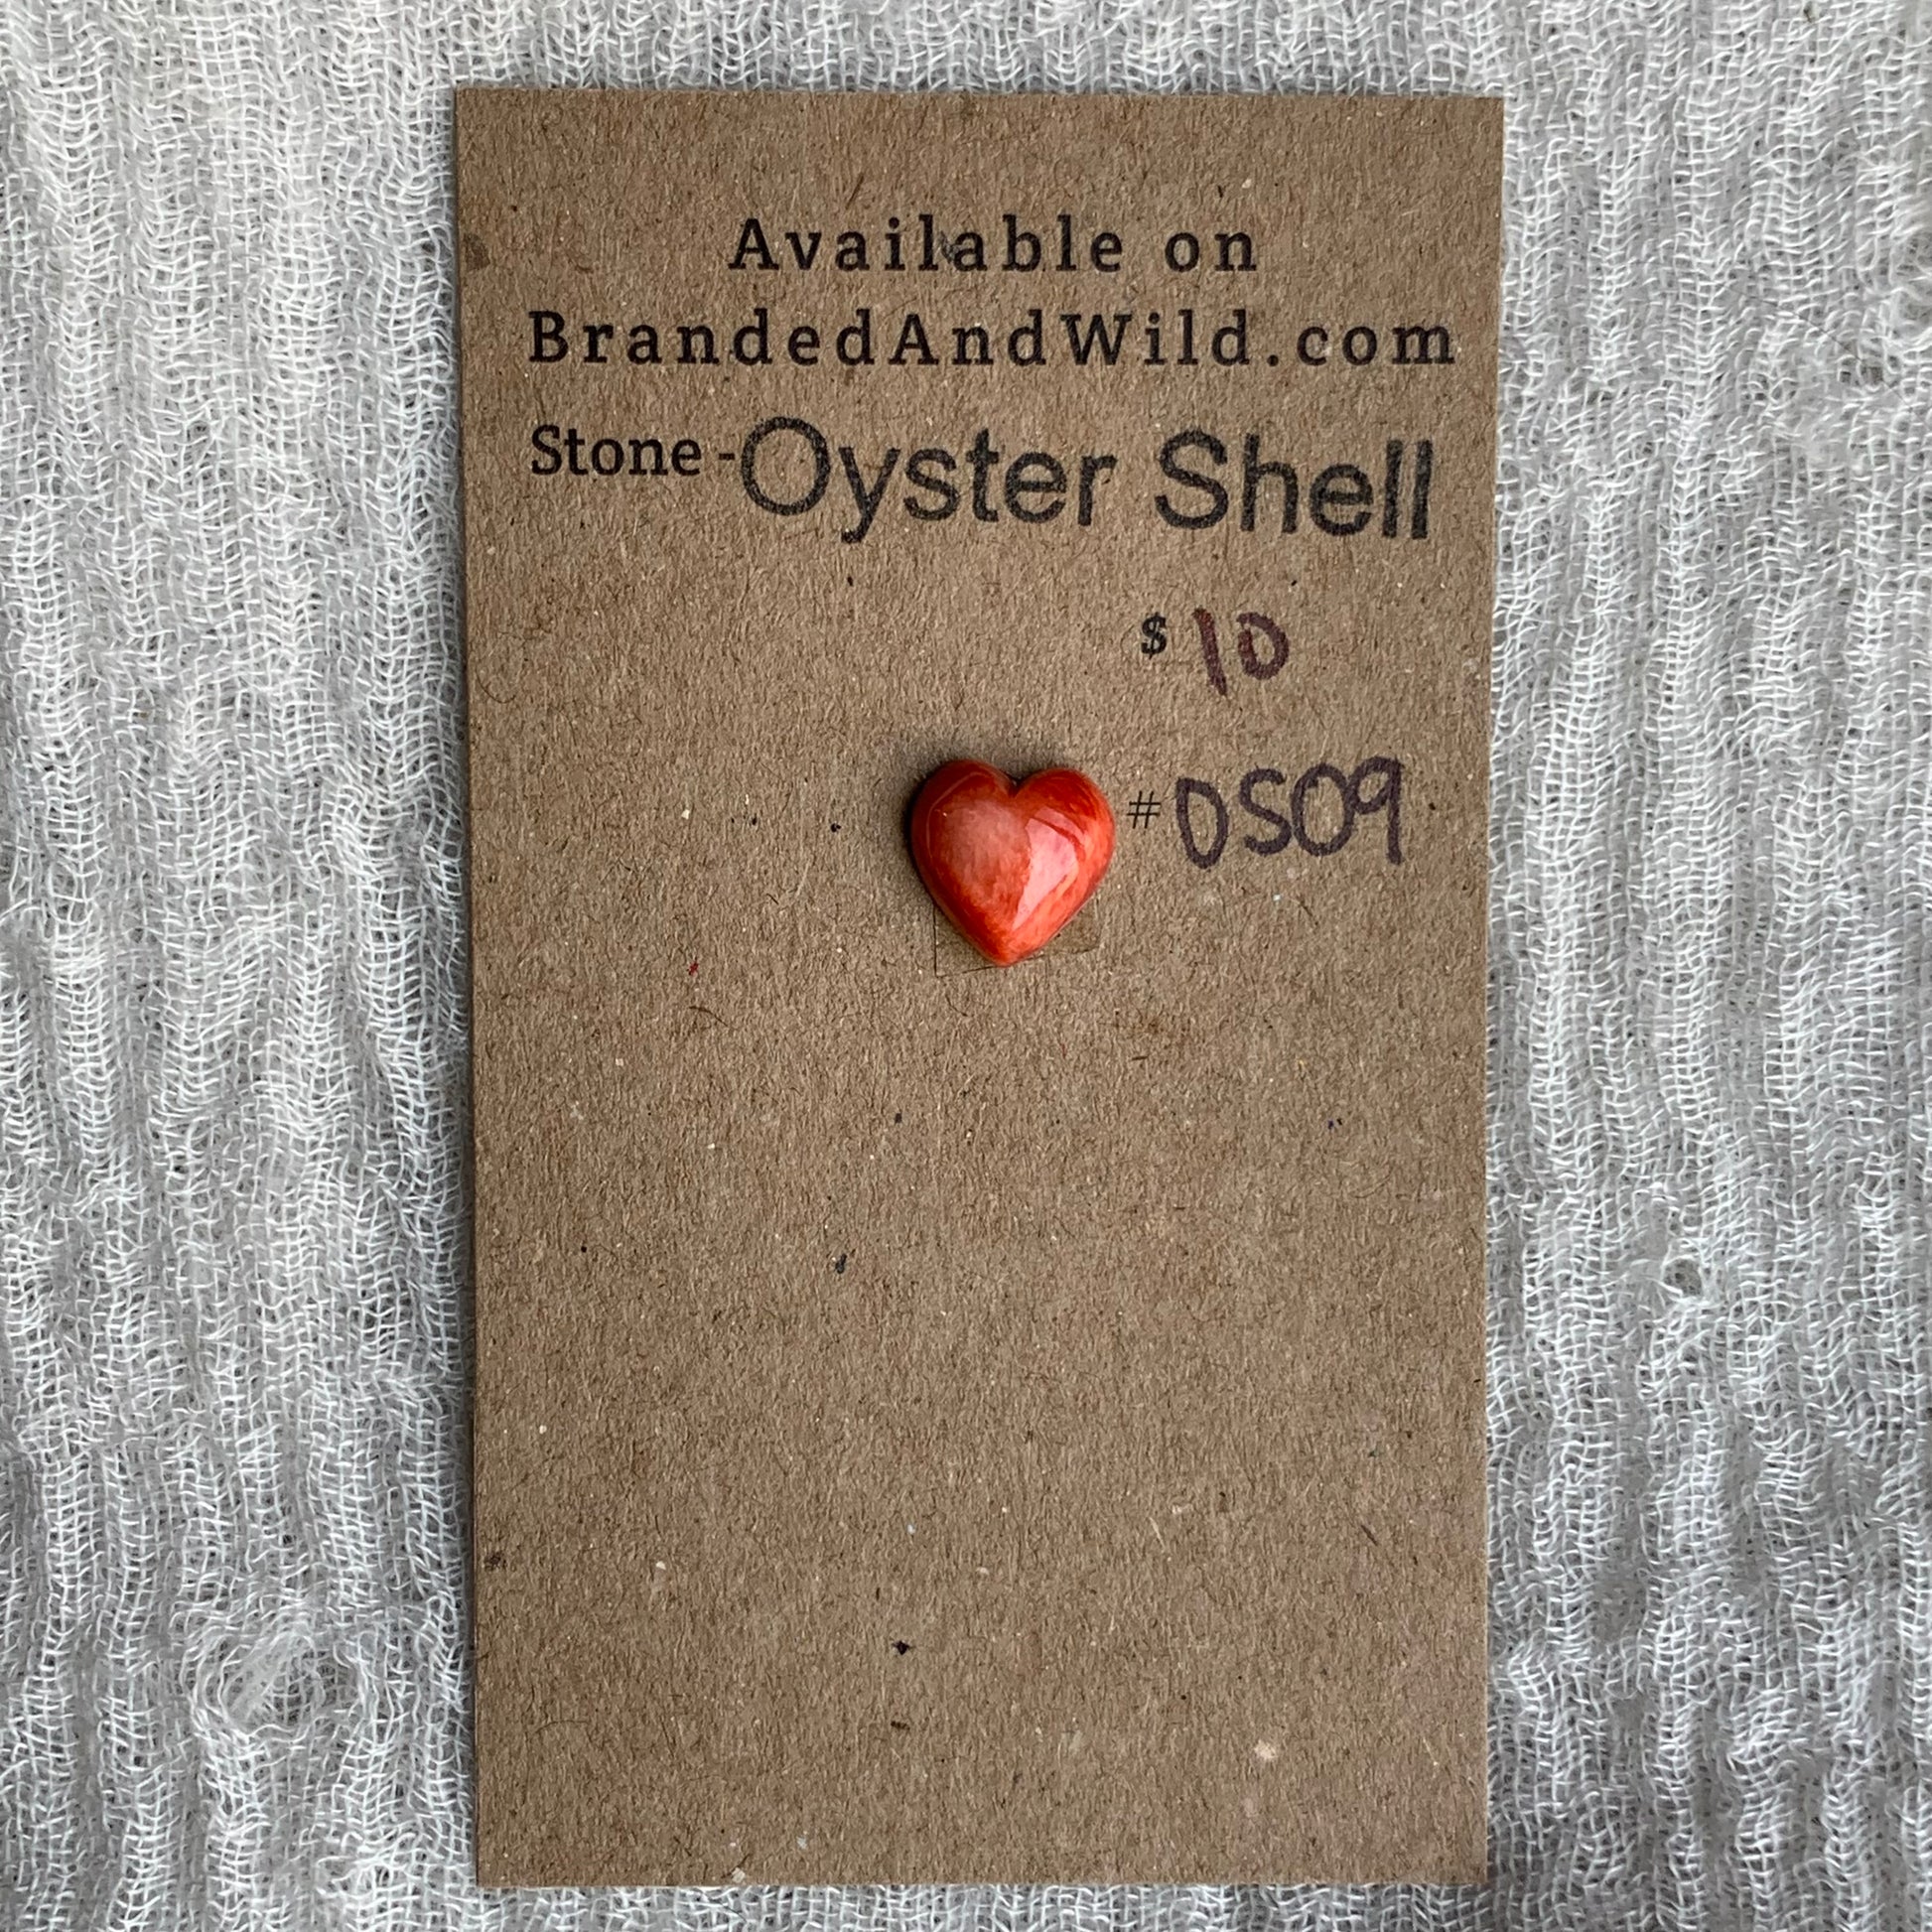 Available on
BrandedAndWild.com
Stone - Oyster Shell
$ 10
# OS09